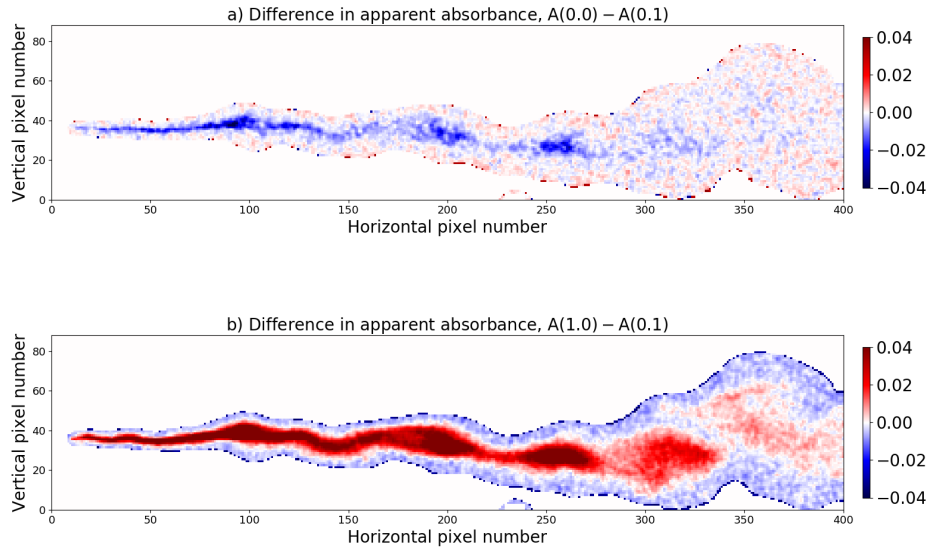 a) Difference in apparent absorbance, A(0.0) − A(0.1)
Vertical pixel number
80
60
40
20
0
0 50 100 150 200 250 300 350 400
Horizontal pixel number
0.04
0.02
0.00
−0.02
−0.04
b) Difference in apparent absorbance, A(1.0) − A(0.1)
Vertical pixel number
80
60
40
20
0
0 50 100 150 200 250 300 350 400
Horizontal pixel number
0.04
0.02
0.00
−0.02
−0.04